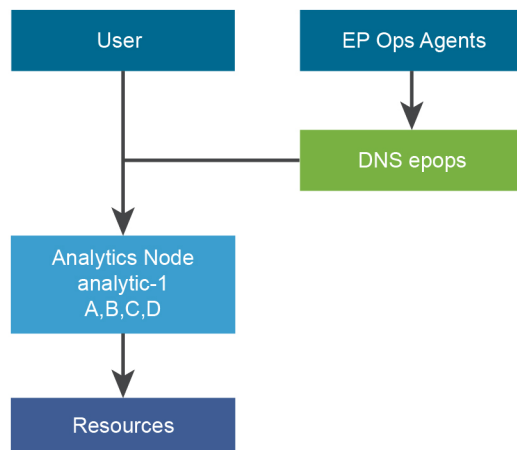 User
EP Ops Agents
DNS epops
Analytics Node
analytic-1
A,B,C,D
Resources